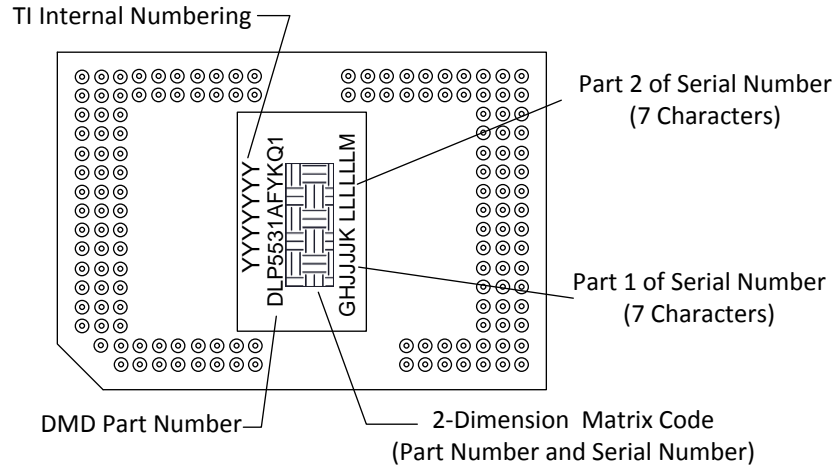 TI Internal Numbering
Part 2 of Serial Number
(7 Characters)
YYYYYYY
DLP5531AFYKQ1
GHJJJJK LLLLLLM
Part 1 of Serial Number
(7 Characters)
DMD Part Number
2-Dimension Matrix Code
(Part Number and Serial Number)